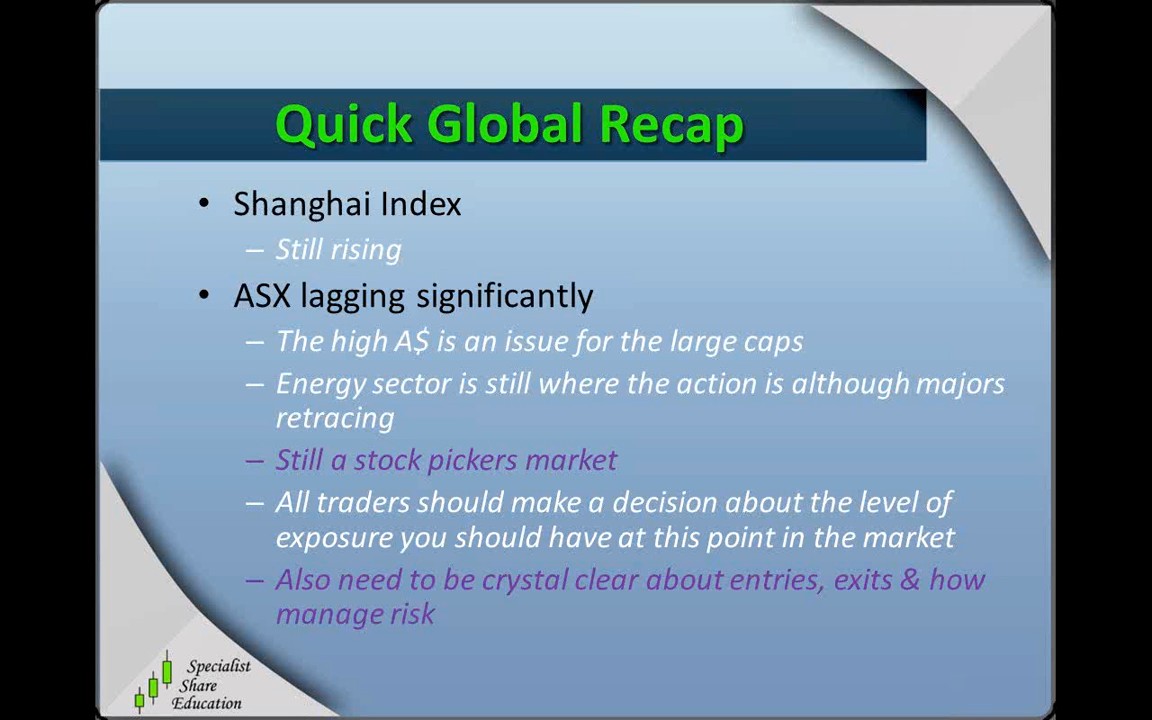 Quick Global Recap
• Shanghai Index
– Still rising
• ASX lagging significantly
– The high A$ is an issue for the large caps
– Energy sector is still where the action is although majors
retracing
– Still a stock pickers market
– All traders should make a decision about the level of
exposure you should have at this point in the market
– Also need to be crystal clear about entries, exits & how
manage risk
Specialist
Share
Education